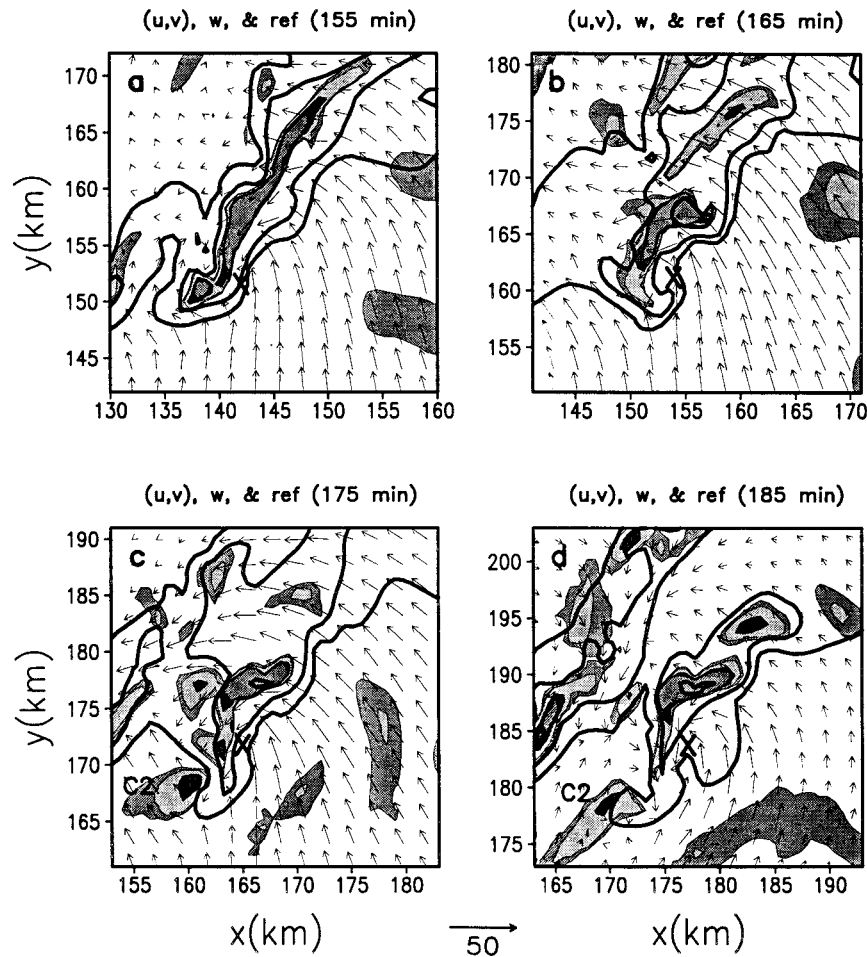 (u,v), w, & ref (155 min)
(u,v), w, & ref (165 min)
a
b
y(km)
170
165
160
155
150
145
130 135 140 145 150 155 160
X
180
175
170
165
160
155
145 150 155 160 165 170
X
(u,v), w, & ref (175 min)
(u,v), w, & ref (185 min)
c
d
y(km)
190
185
180
175
170
165
155 160 165 170 175 180
C2
X
200
195
190
185
180
175
165 170 175 180 185 190
C2
X
x(km)
50
x(km)